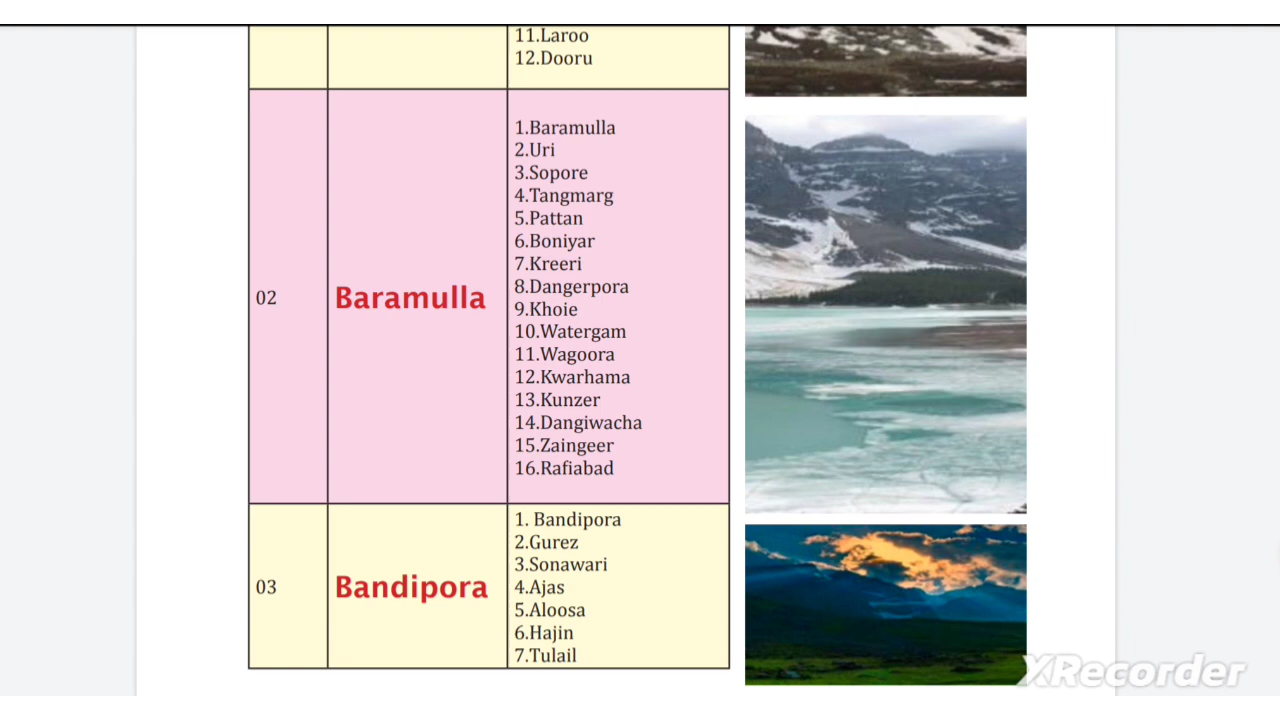 11.Laroo
12.Dooru
02
Baramulla
1.Baramulla
2.Uri
3.Sopore
4.Tangmarg
5.Pattan
6.Boniyar
7.Kreeri
8.Dangerpora
9.Khoie
10.Watergam
11.Wagoora
12.Kwarhama
13.Kunzer
14.Dangiwacha
15.Zaingeer
16.Rafiabad
03
Bandipora
1. Bandipora
2.Gurez
3.Sonawari
4.Ajas
5.Aloosa
6.Hajin
7.Tulail
XRecorder